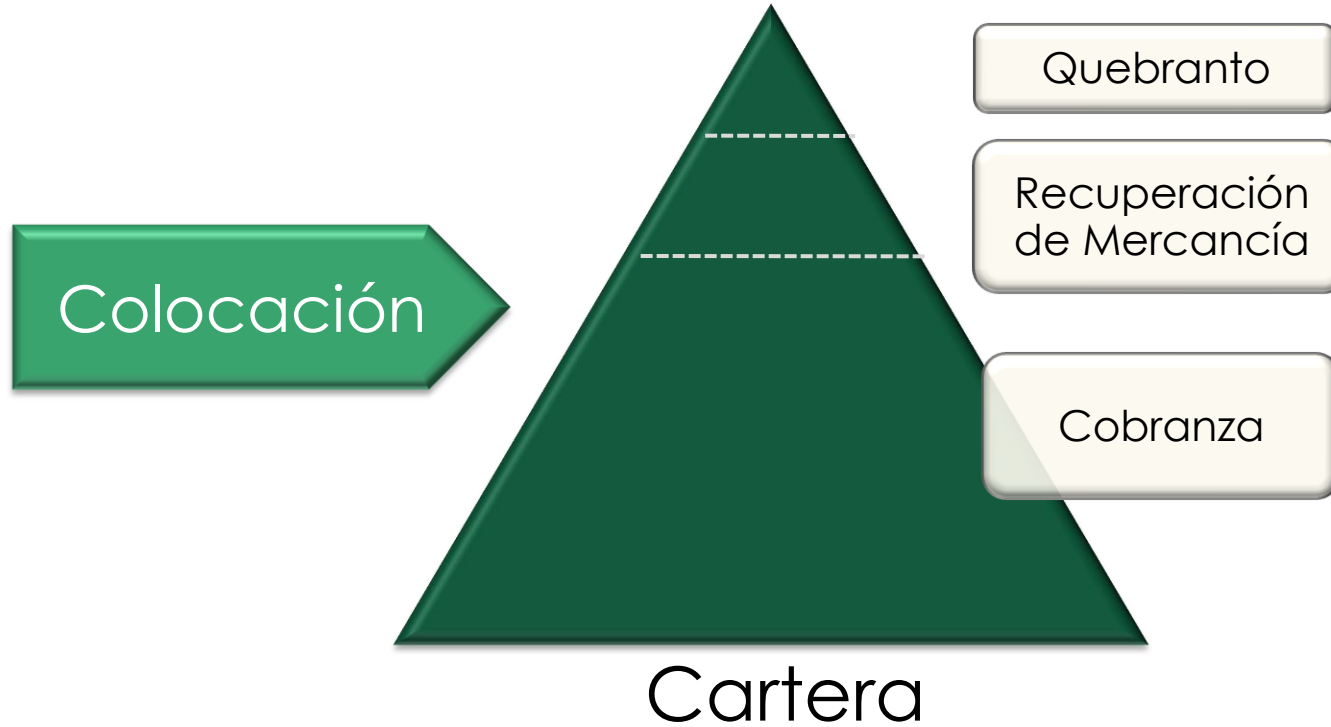 Quebranto
Recuperación
de Mercancía
Colocación
Cobranza
Cartera